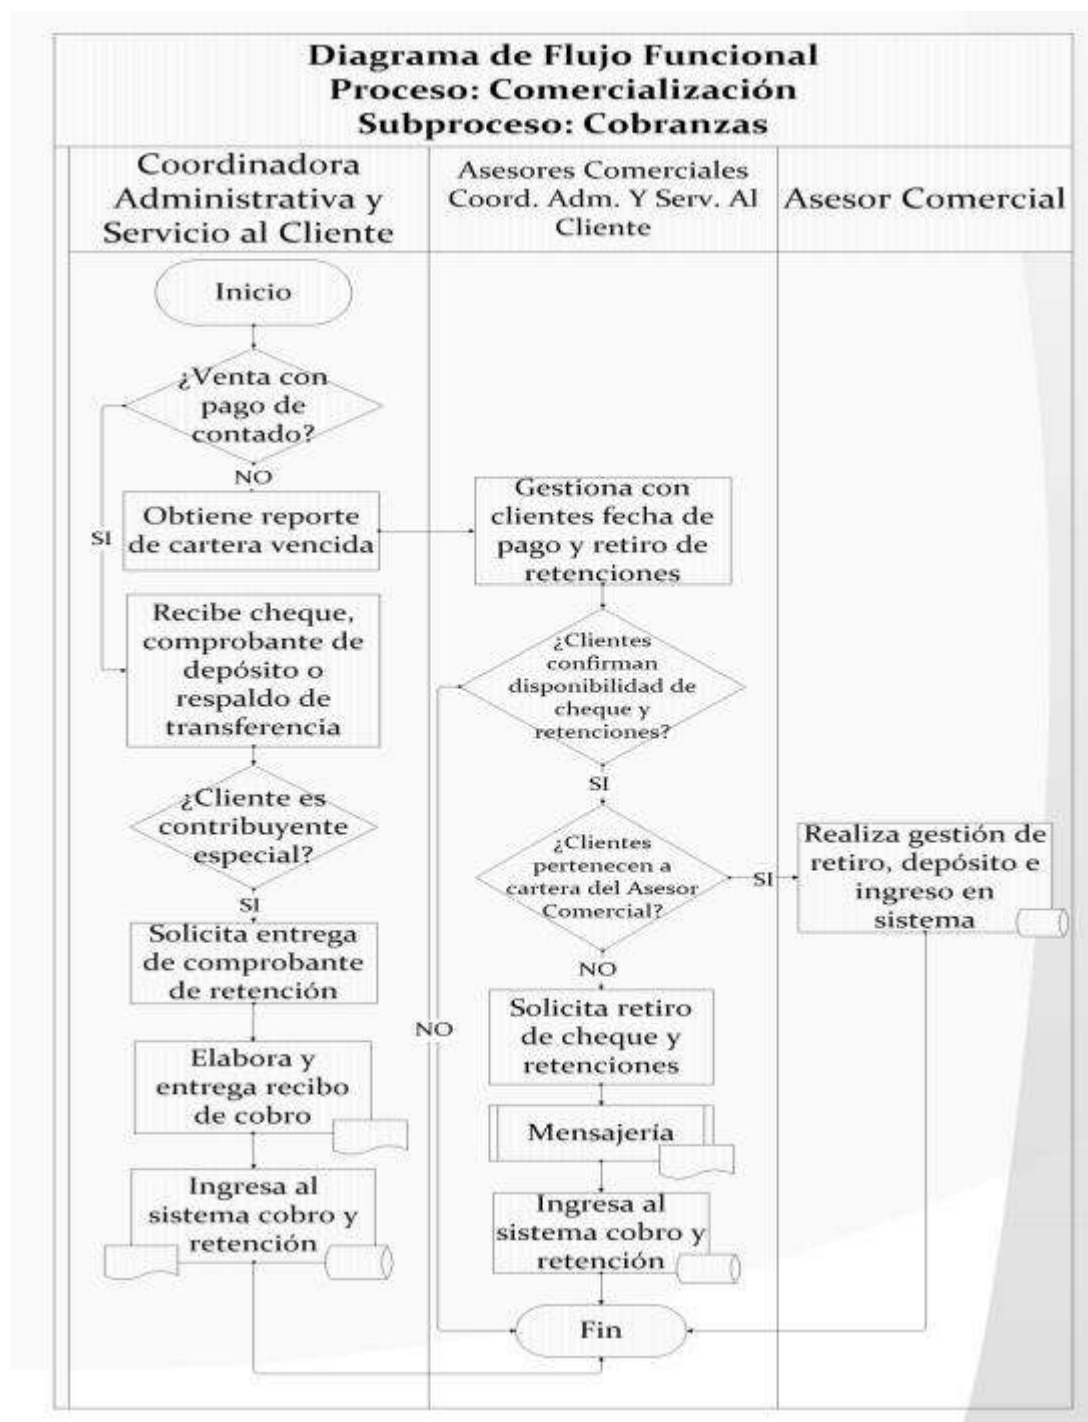 Diagrama de Flujo Funcional
Proceso: Comercialización
Subproceso: Cobranzas
Coordinadora
Administrativa y
Servicio al Cliente
Asesores Comerciales
Coord. Adm. Y Serv. Al
Cliente
Asesor Comercial
Inicio
¿Venta con
pago de
contado?
NO
SI
Obtiene reporte
de cartera vencida
Recibe cheque,
comprobante de
depósito o
respaldo de
transferencia
¿Cliente es
contribuyente
especial?
SI
Solicita entrega
de comprobante
de retención
Elabora y
entrega recibo
de cobro
Ingresa al
sistema cobro y
retención
Gestiona con
clientes fecha de
pago y retiro de
retenciones
¿Clientes
confirman
disponibilidad de
cheque y
retenciones?
SI
NO
¿Clientes
pertenecen a
cartera del Asesor
Comercial?
SI
NO
Solicita retiro
de cheque y
retenciones
Mensajería
Ingresa al
sistema cobro y
retención
Fin
Realiza gestión de
retiro, depósito e
ingreso en
sistema